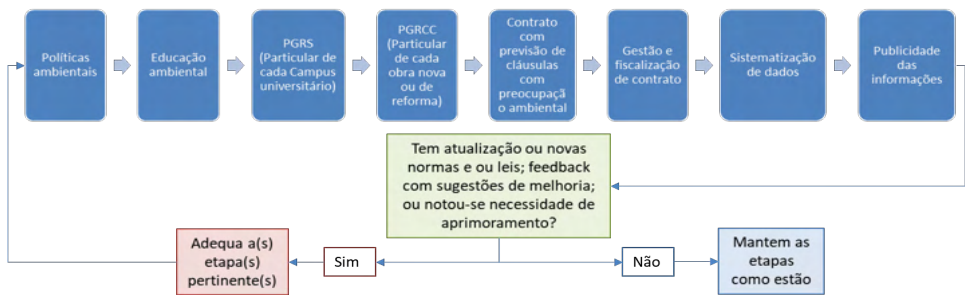 Políticas
ambientais
Educação
ambiental
PGRS
(Particular de
cada Campus
universitário)
PGRCC
(Particular
de cada
obra nova
ou de
reforma)
Contrato
com
previsão de
cláusulas
com
preocupaçã
o ambiental
Gestão e
fiscalização
de contrato
Sistematização
de dados
Publicidade
das
informações
Tem atualização ou novas
normas e ou leis; feedback
com sugestões de melhoria;
ou notou-se necessidade de
aprimoramento?
Adequa a(s)
etapa(s)
pertinente(s)
Sim
Não
Mantem as
etapas
como estão